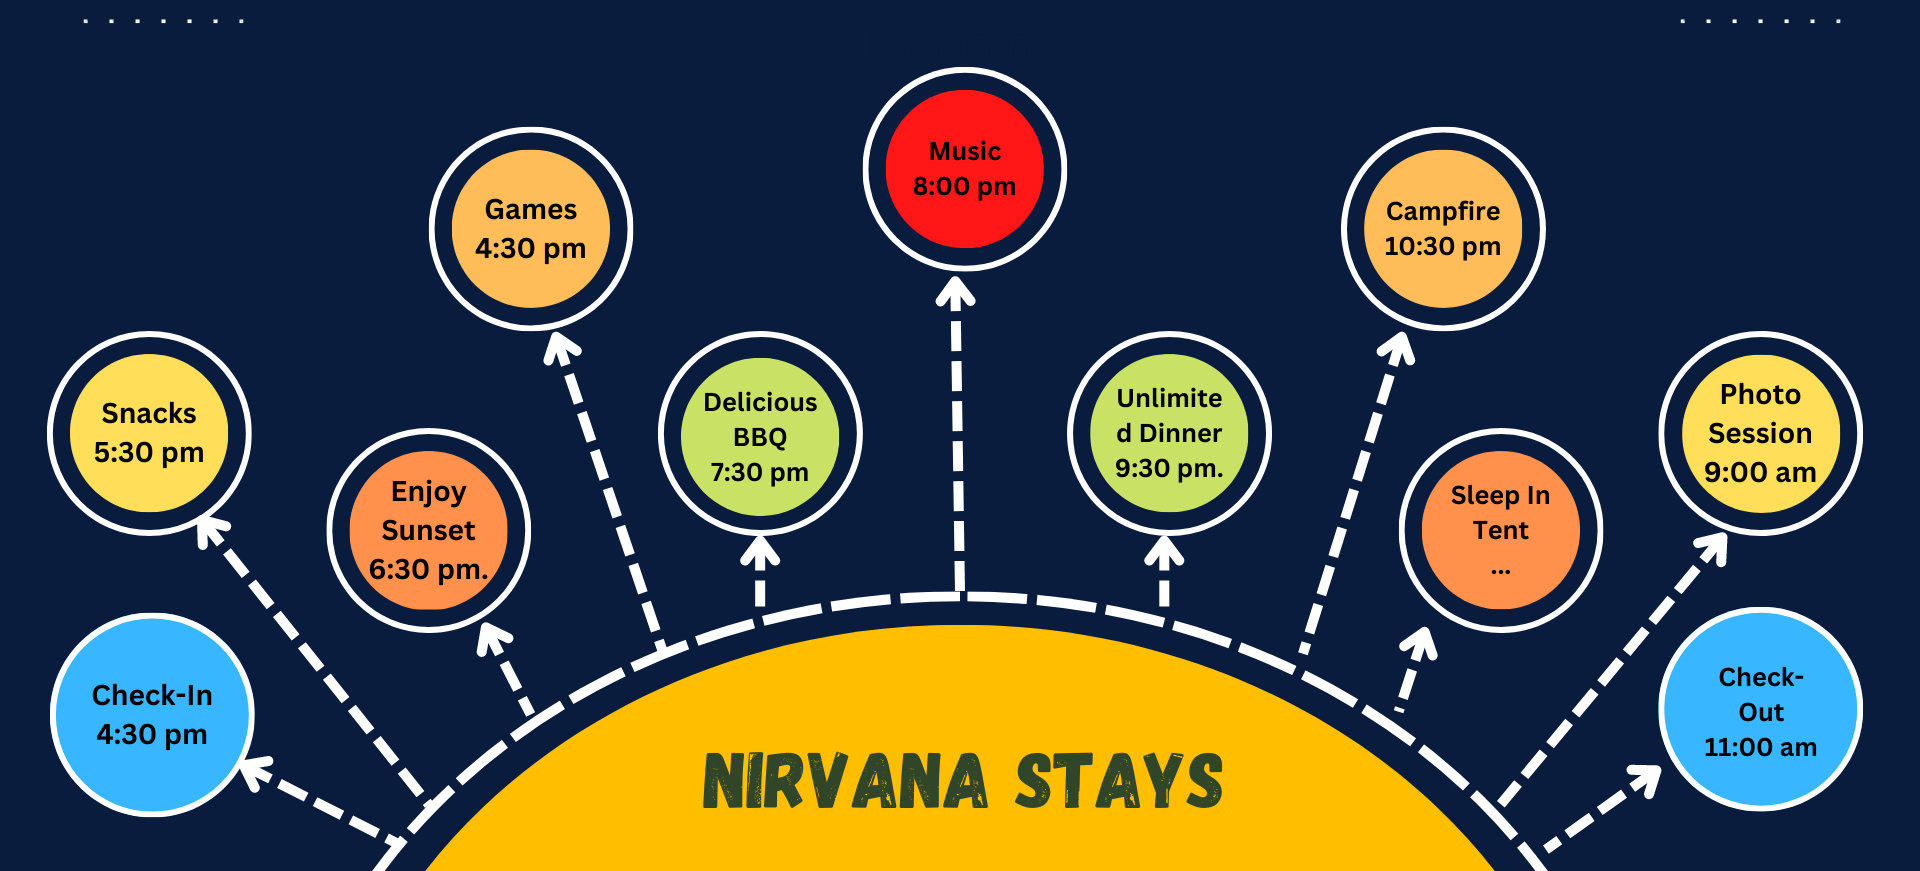 Check-In
4:30 pm
Snacks
5:30 pm
Enjoy
Sunset
6:30 pm.
Games
4:30 pm
Delicious
BBQ
7:30 pm
Music
8:00 pm
Unlimite
d Dinner
9:30 pm.
Campfire
10:30 pm
Sleep In
Tent
...
Photo
Session
9:00 am
Check-
Out
11:00 am
NIRVANA STAYS